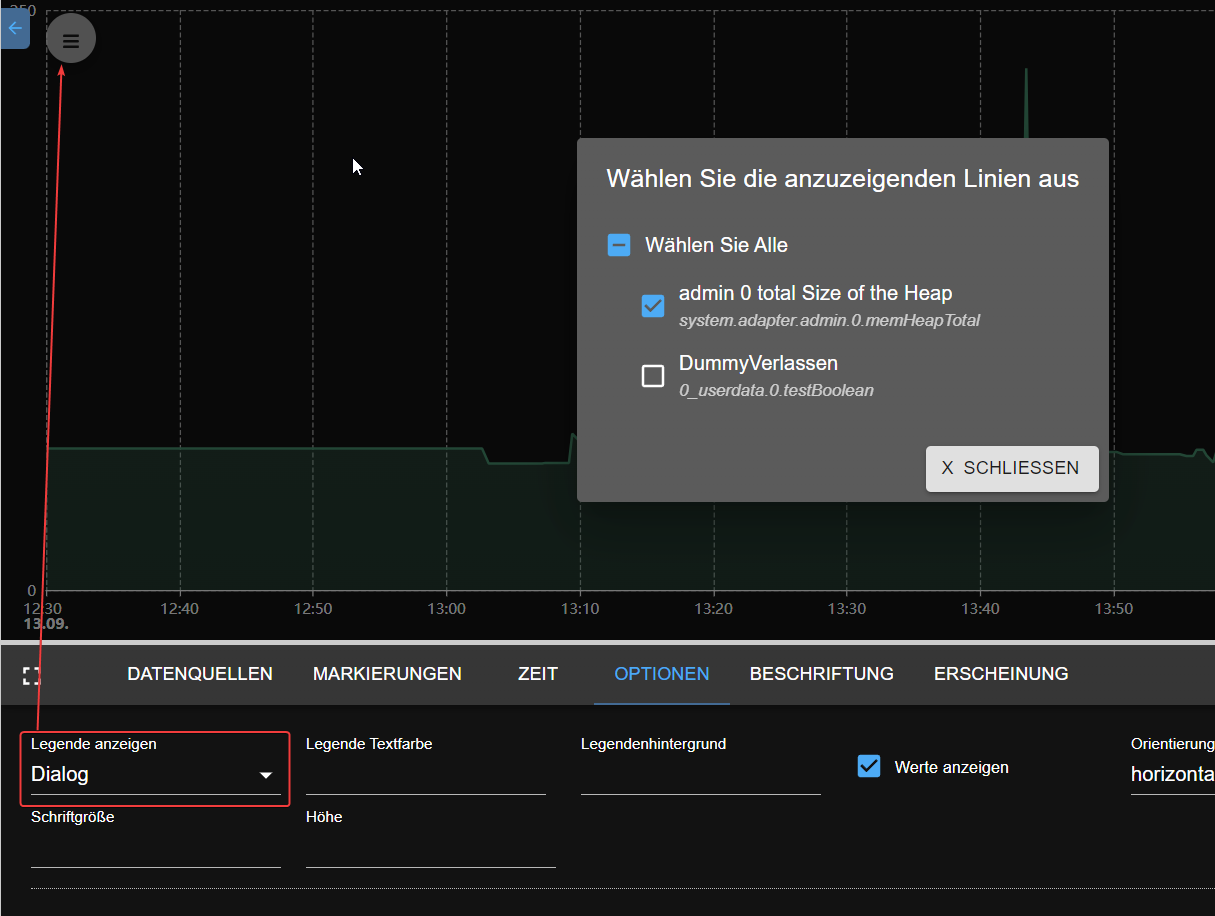 Wählen Sie die anzuzeigenden Linien aus
Wählen Sie Alle
admin 0 total Size of the Heap
system.adapter.admin.0.memHeapTotal
DummyVerlassen
0_userdata.0.testBoolean
X SCHLIESSEN
0
12:30 12:40 12:50 13:00 13:10 13:20 13:30 13:40 13:50
13.09.
DATENQUELLEN MARKIERUNGEN ZEIT OPTIONEN BESCHRIFTUNG ERSCHEINUNG
Legende anzeigen Legende Textfarbe Legendenhintergrund Orientierung
Dialog Werte anzeigen horizonta
Schriftgröße Höhe